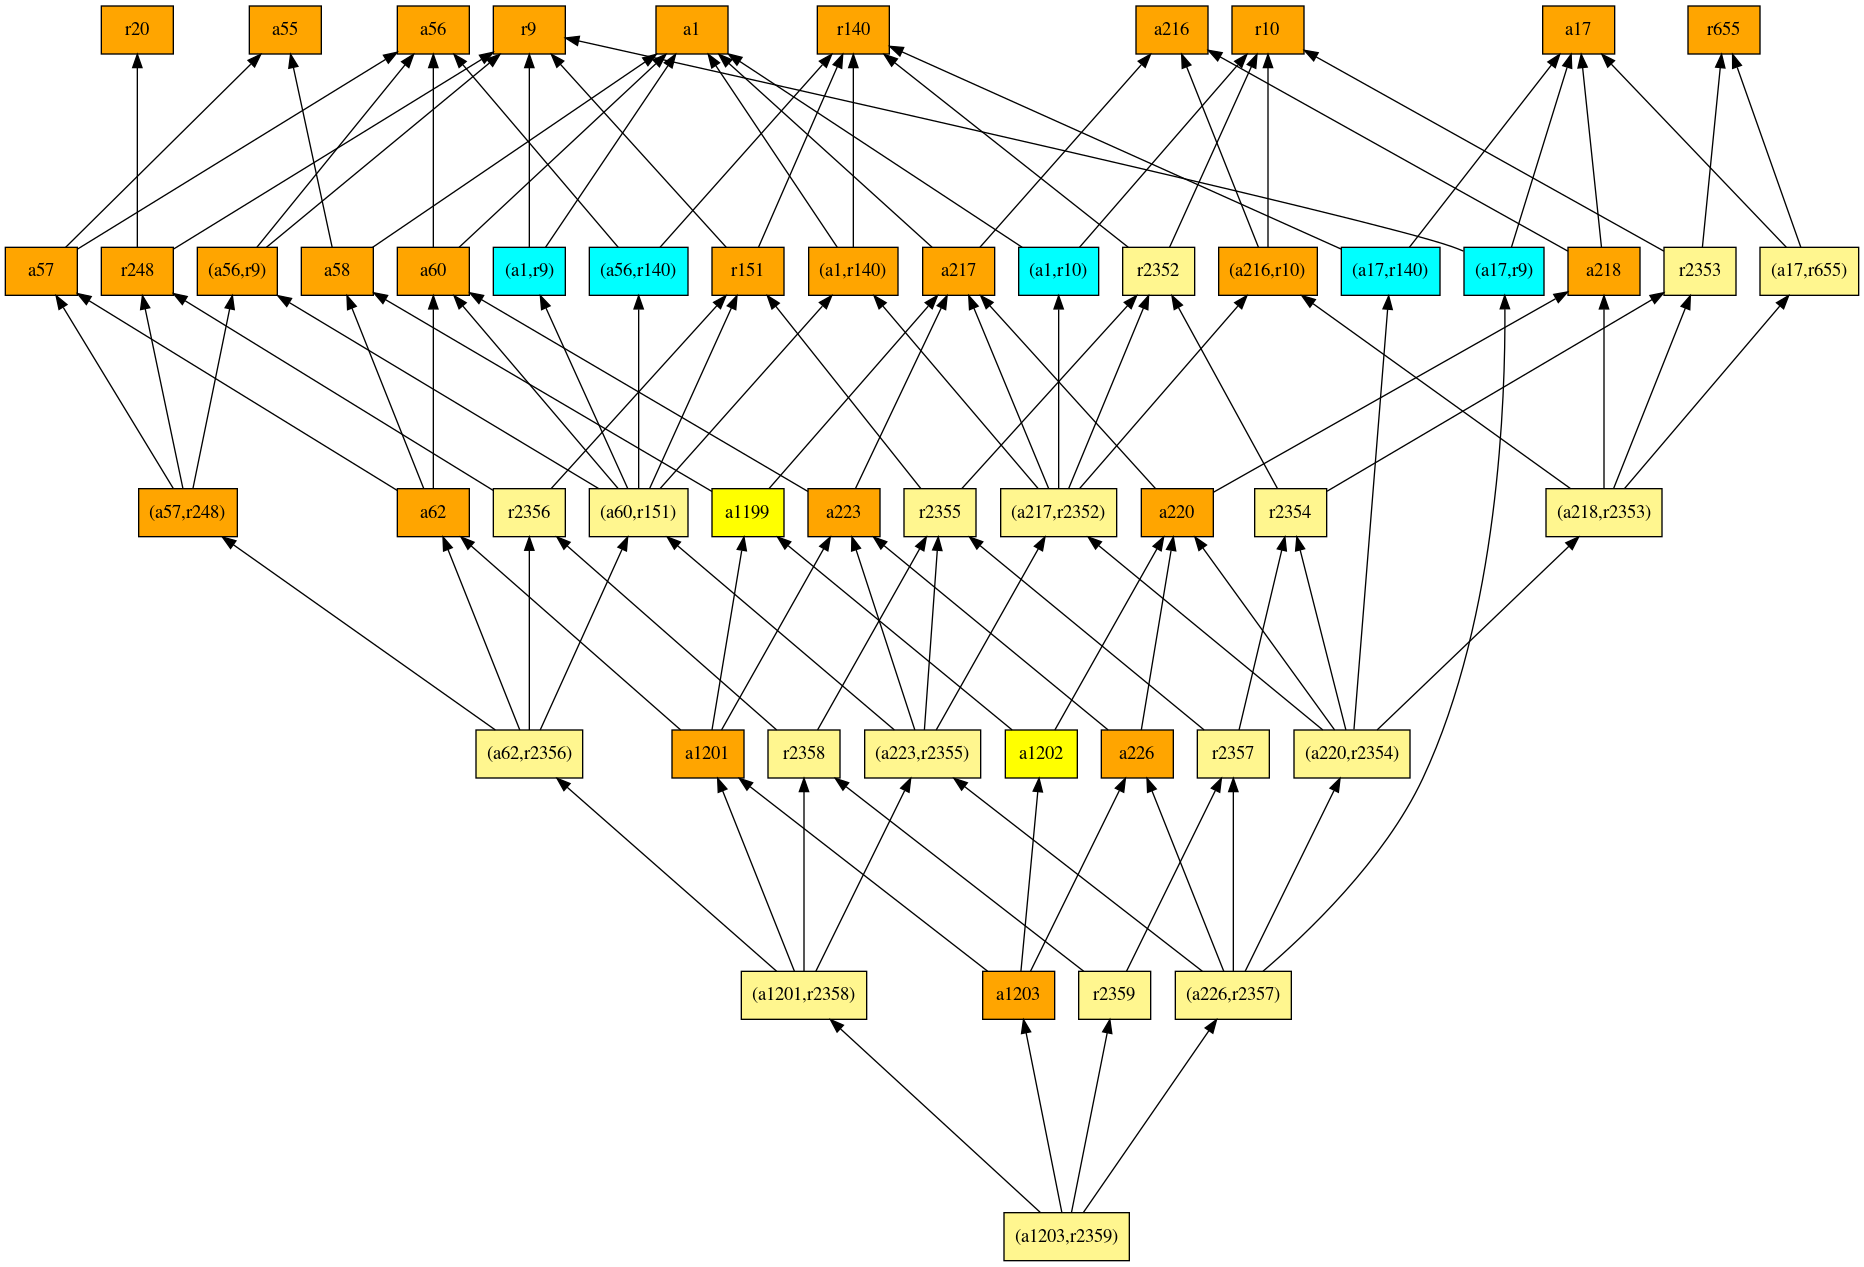 r20
a55
a56
r9
a1
r140
a216
r10
a17
r655
a57
r248
(a56,r9)
a58
a60
(a1,r9)
(a56,r140)
r151
(a1,r140)
a217
(a1,r10)
r2352
(a216,r10)
(a17,r140)
(a17,r9)
a218
r2353
(a17,r655)
(a57,r248)
a62
r2356
(a60,r151)
a1199
a223
r2355
(a217,r2352)
a220
r2354
(a218,r2353)
(a62,r2356)
a1201
r2358
(a223,r2355)
a1202
a226
r2357
(a220,r2354)
(a1201,r2358)
a1203
r2359
(a226,r2357)
(a1203,r2359)